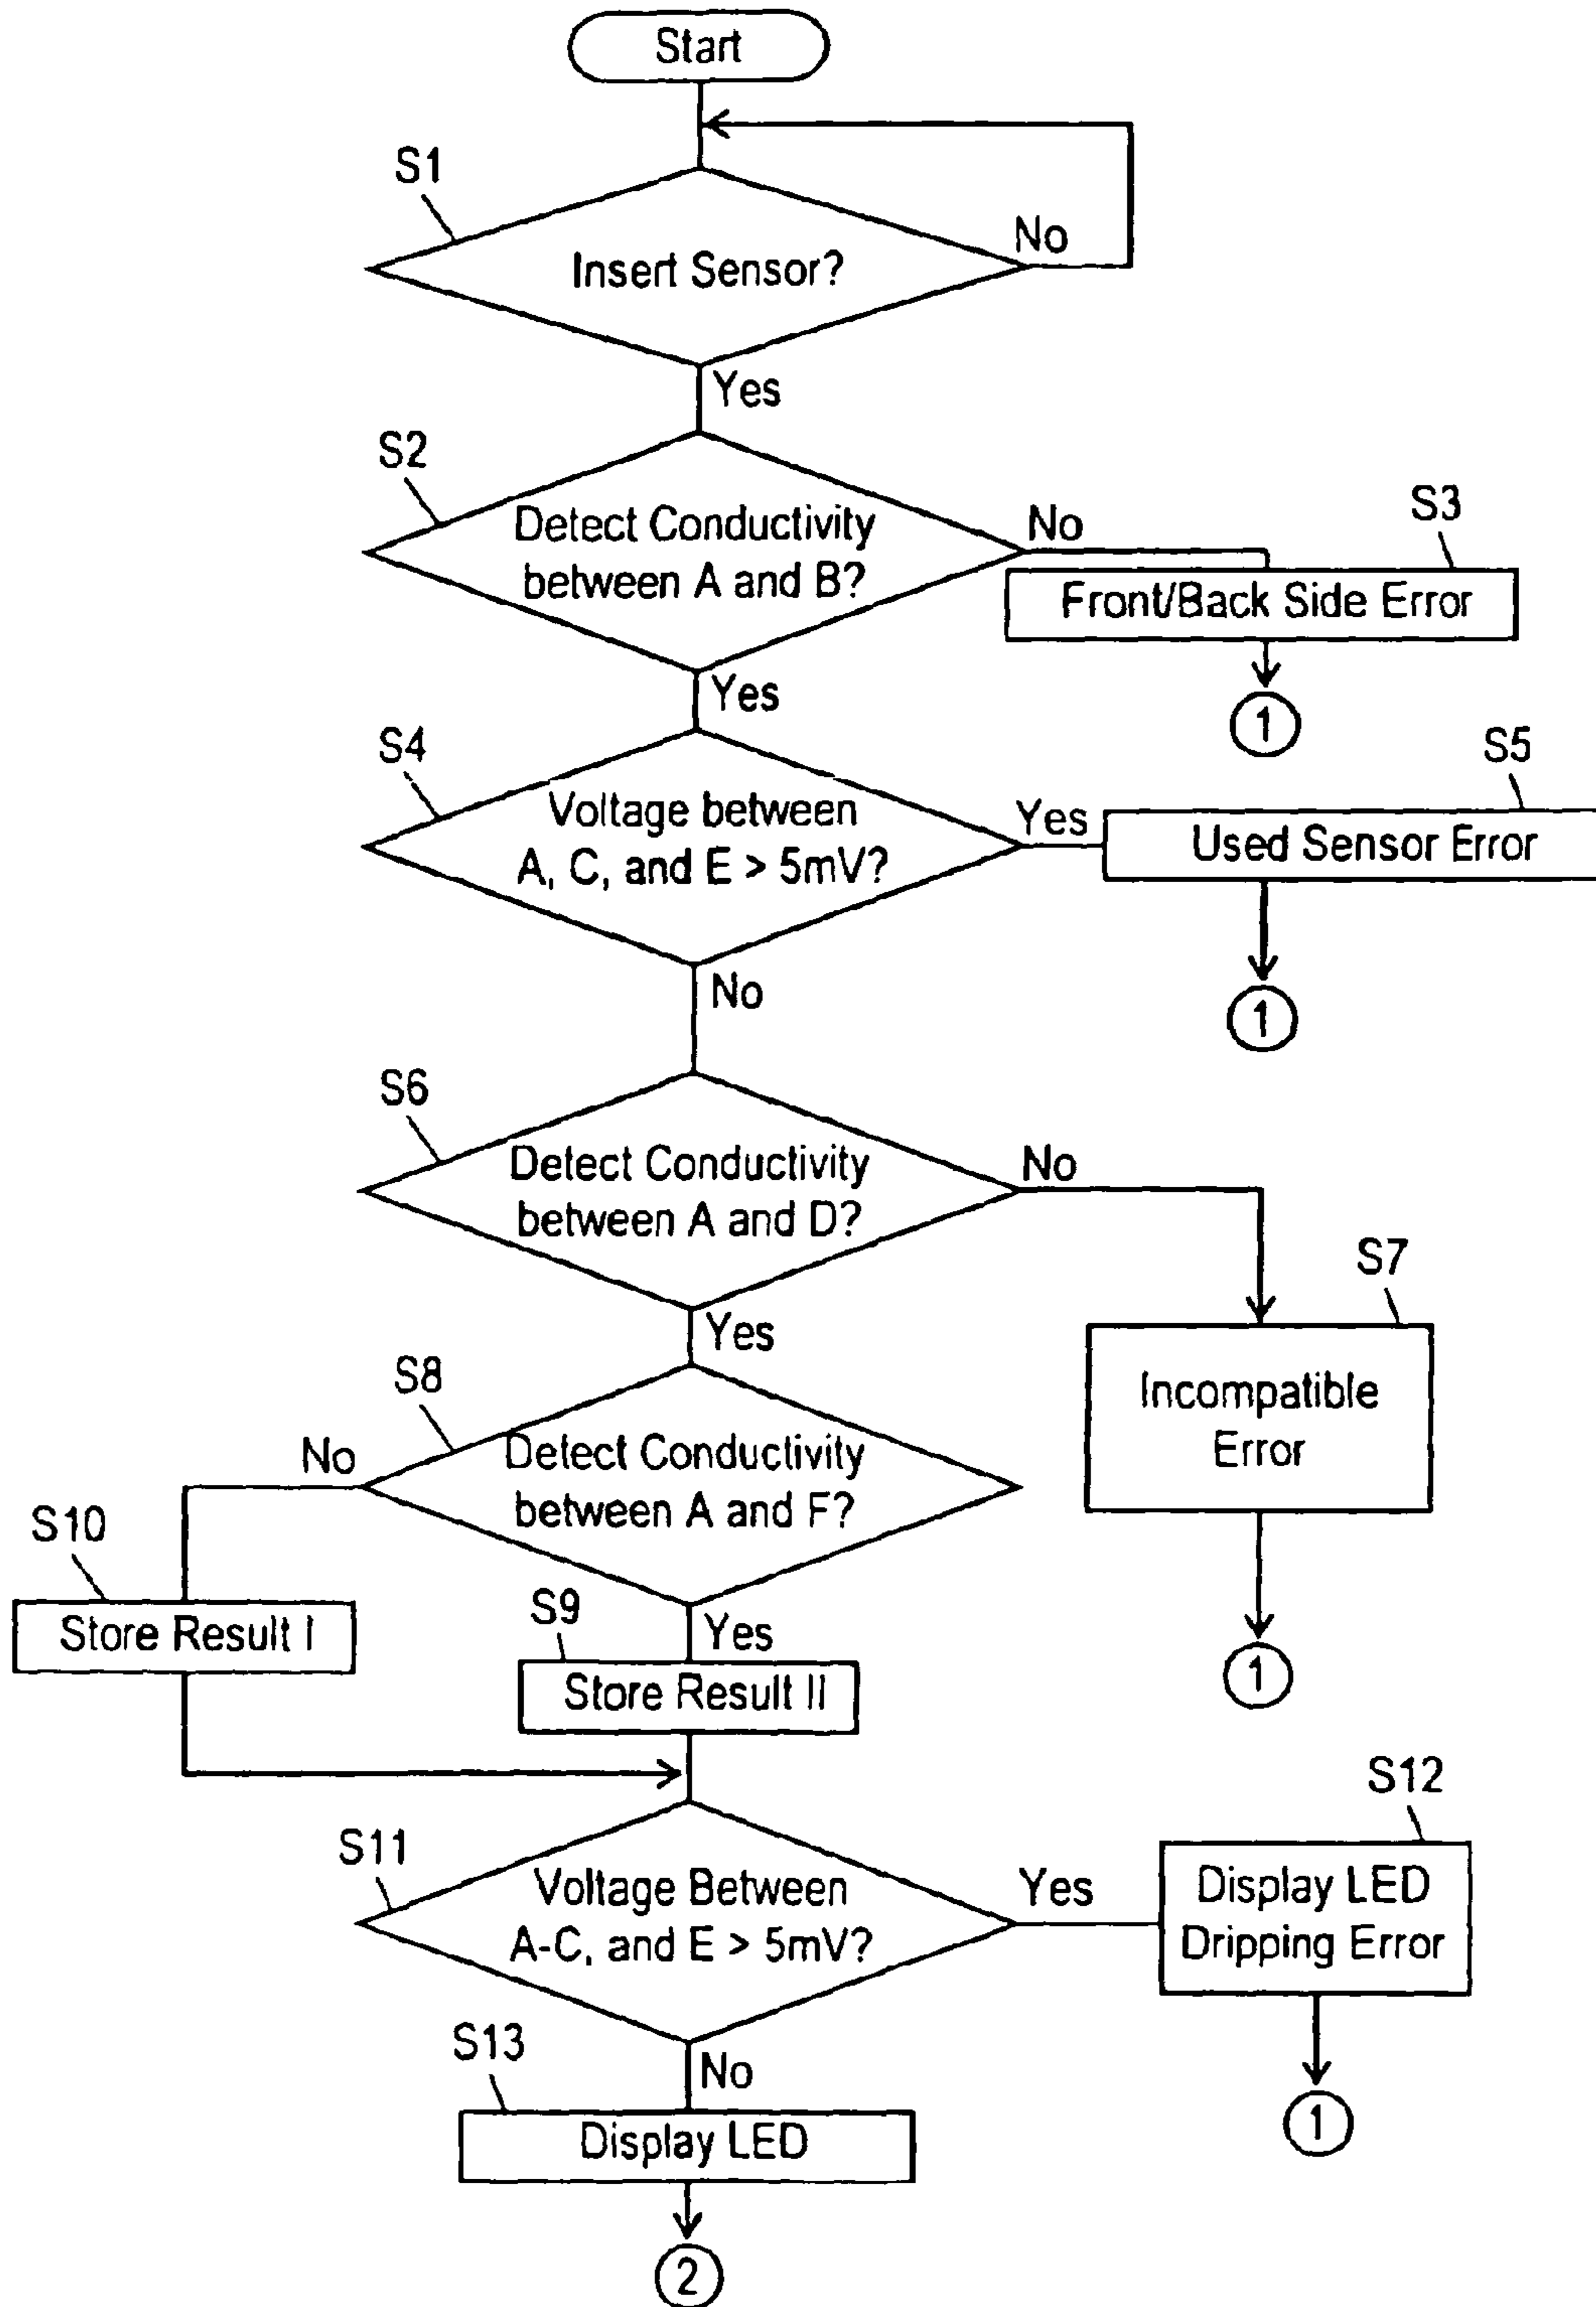 Start
S1
Insert Sensor?
No
Yes
S2
Detect Conductivity
between A and B?
No
S3
Front/Back Side Error
1
Yes
S4
Voltage between
A, C, and E > 5mV?
Yes
S5
Used Sensor Error
1
No
S6
Detect Conductivity
between A and D?
No
S7
Incompatible
Error
1
Yes
S8
Detect Conductivity
between A and F?
No
S10
Store Result I
Yes
S9
Store Result II
S11
Voltage Between
A-C, and E > 5mV?
Yes
S12
Display LED
Dripping Error
1
No
S13
Display LED
2